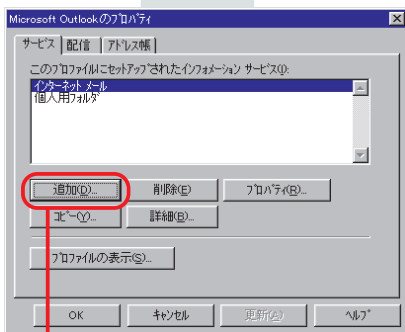 Microsoft Outlookのﾌﾟﾛﾊﾟﾃｨ
サービス 配信 ｱﾄﾞﾚｽ帳
このﾌﾟﾛﾌｧｲﾙにｾｯﾄｱｯﾌﾟされたｲﾝﾌｫﾒｰｼｮﾝ ｻｰﾋﾞｽ(I):
ｲﾝﾀｰﾈｯﾄ ﾒｰﾙ
個人用ﾌｫﾙﾀﾞ
追加(D)... 削除(E) ﾌﾟﾛﾊﾟﾃｨ(R)...
ｺﾋﾟｰ(Y)... 詳細(B)...
ﾌﾟﾛﾌｧｲﾙの表示(S)...
OK ｷｬﾝｾﾙ 更新(A) ﾍﾙﾌﾟ